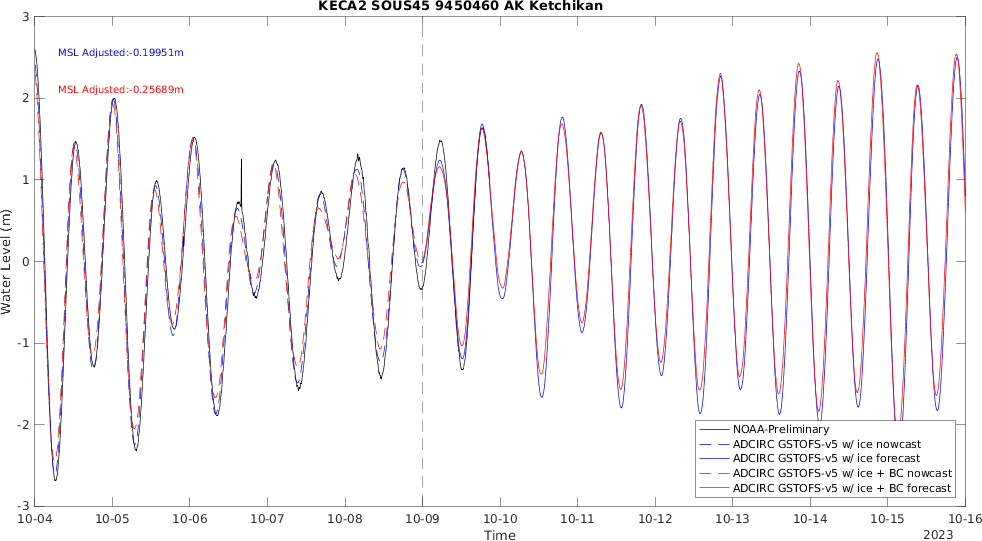 KECA2 SOUS45 9450460 AK Ketchikan
MSL Adjusted:-0.19951m
MSL Adjusted:-0.25689m
3
2
1
0
-1
-2
-3
Water Level (m)
NOAA-Preliminary
ADCIRC GSTOFS-v5 w/ ice nowcast
ADCIRC GSTOFS-v5 w/ ice forecast
ADCIRC GSTOFS-v5 w/ ice + BC nowcast
ADCIRC GSTOFS-v5 w/ ice + BC forecast
10-04 10-05 10-06 10-07 10-08 10-09 10-10 10-11 10-12 10-13 10-14 10-15 10-16
Time
2023